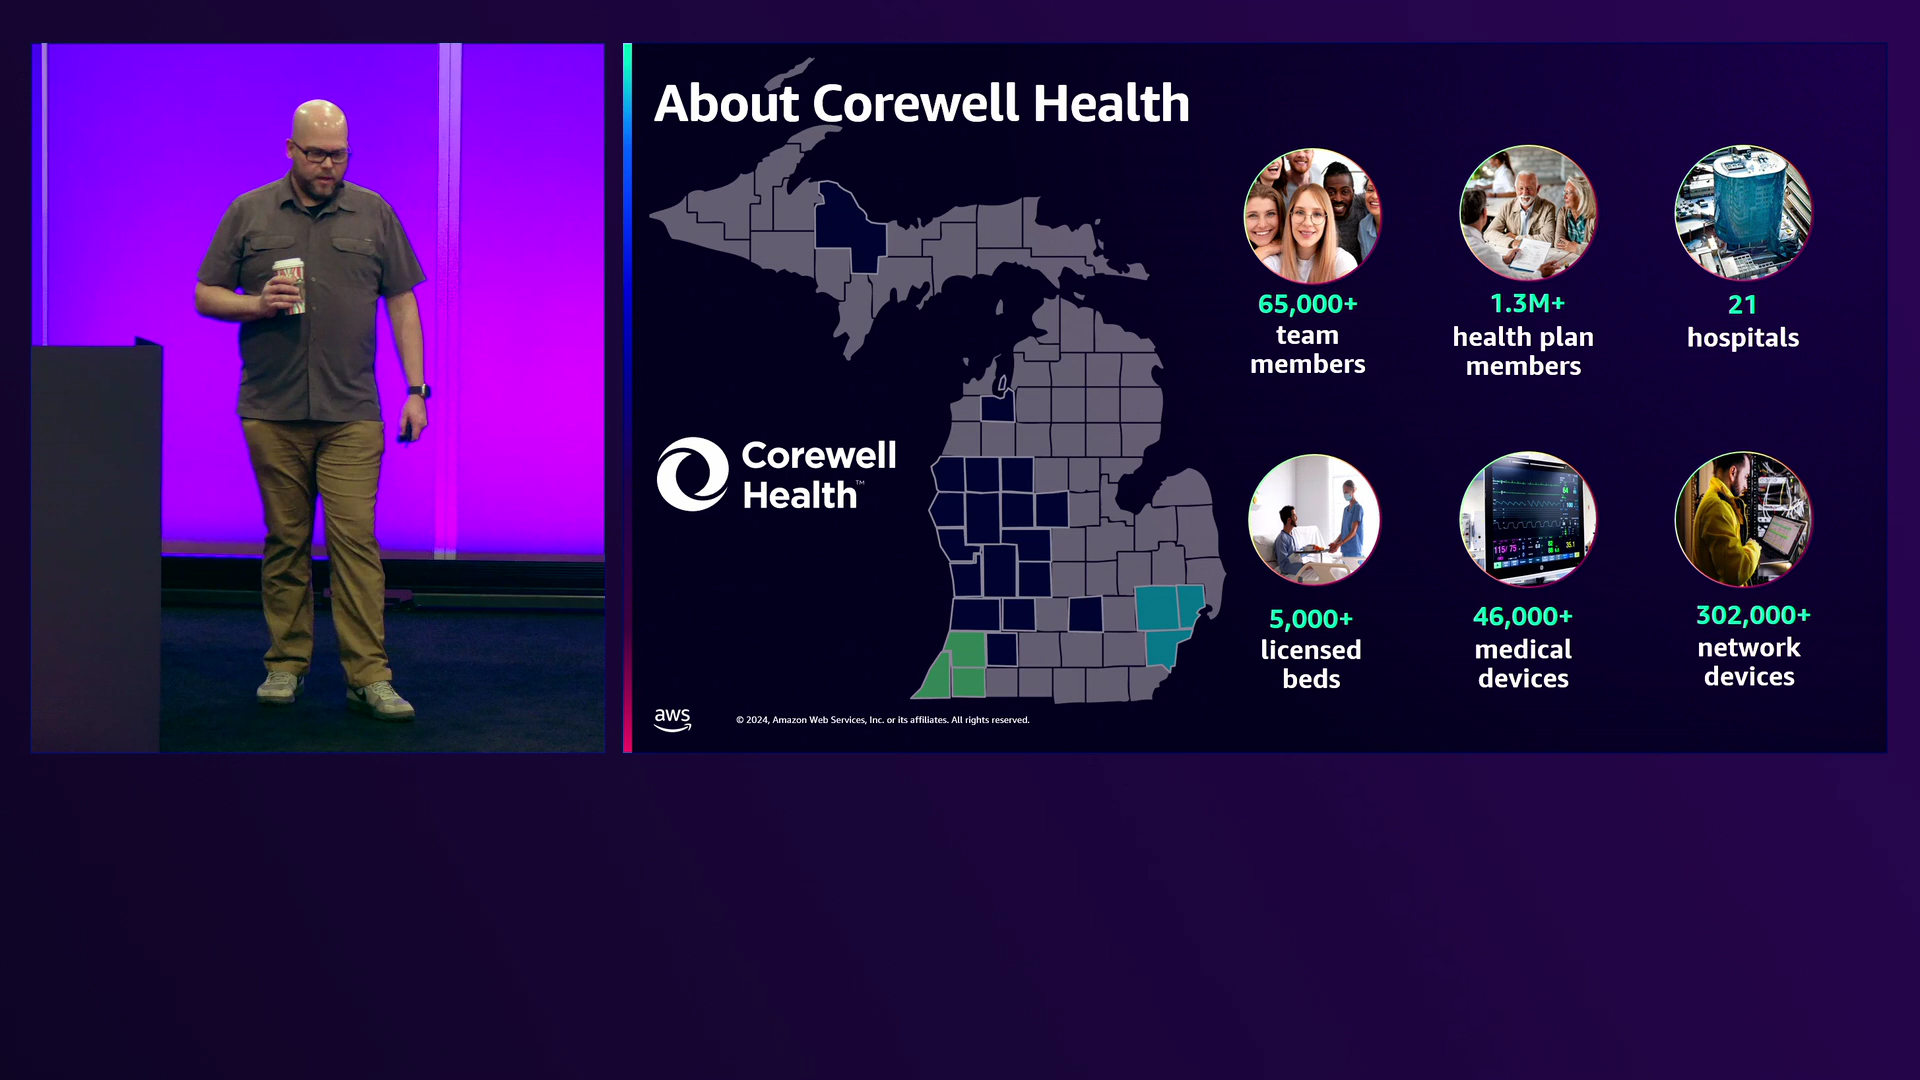 About Corewell Health
65,000+
team
members
1.3M+
health plan
members
21
hospitals
Corewell
Health™
5,000+
licensed
beds
46,000+
medical
devices
302,000+
network
devices
aws
© 2024, Amazon Web Services, Inc. or its affiliates. All rights reserved.